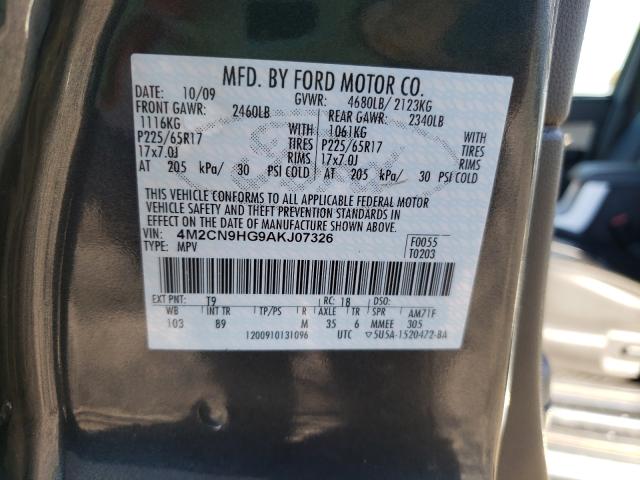 MFD. BY FORD MOTOR CO.
DATE: 10/09 GVWR: 4680LB/ 2123KG
FRONT GAWR: 2460LB REAR GAWR: 2340LB
1116KG WITH 1061KG WITH
P225/65R17 TIRES P225/65R17 TIRES
17x7.0J RIMS 17x7.0J RIMS
AT 205 kPa/ 30 PSI COLD AT 205 kPa/ 30 PSI COLD
THIS VEHICLE CONFORMS TO ALL APPLICABLE FEDERAL MOTOR
VEHICLE SAFETY AND THEFT PREVENTION STANDARDS IN
EFFECT ON THE DATE OF MANUFACTURE SHOWN ABOVE.
VIN: 4M2CN9HG9AKJ07326 F0055
TYPE: MPV T0203
EXT PNT: T9 RC: 18 DSO:
WB INT TR TP/PS R AXLE TR SPR AM71F
103 89 M 35 6 MMEE 305
1200910131096 UTC ▽5U5A-1520472-BA
Ford